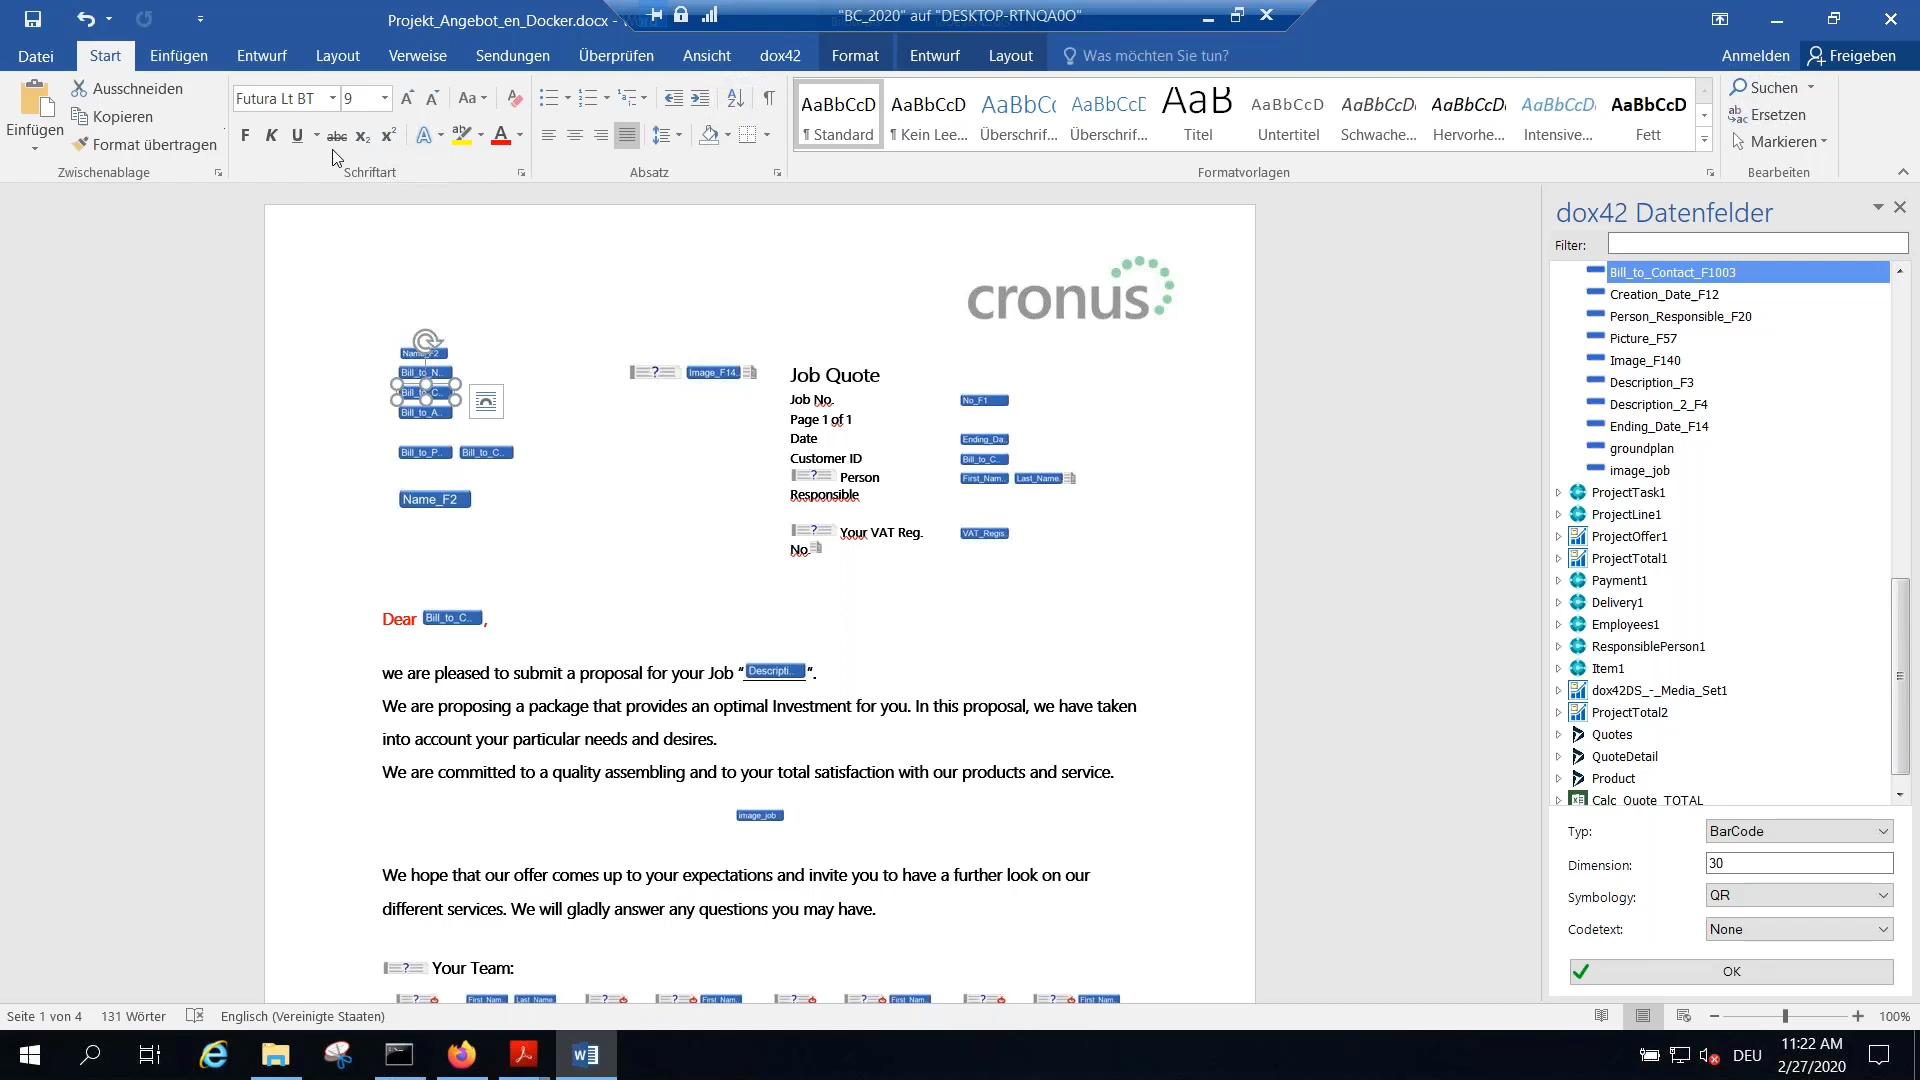 Projekt_Angebot_en_Docker.docx - 
"BC_2020" auf "DESKTOP-RTNQA0O"
Datei
Start
Einfügen
Entwurf
Layout
Verweise
Sendungen
Überprüfen
Ansicht
dox42
Format
Entwurf
Layout
Was möchten Sie tun?
Anmelden
Freigeben
Einfügen
Ausschneiden
Kopieren
Format übertragen
Zwischenablage
Futura Lt BT
9
Aa
F K U abc x₂ x²
Schriftart
Absatz
AaBbCcD
¶ Standard
AaBbCcD
¶ Kein Lee...
AaBbCc
Überschrif...
AaBbCcD
Überschrif...
AaB
Titel
AaBbCcD
Untertitel
AaBbCcD
Schwache...
AaBbCcD
Hervorhe...
AaBbCcD
Intensive...
AaBbCcD
Fett
Formatvorlagen
Suchen
Ersetzen
Markieren
Bearbeiten
cronus
Name_F2
Bill_to_N..
Bill_to_C..
Bill_to_A..
Bill_to_P.. Bill_to_C..
Name_F2
Image_F14..
Job Quote
Job No. No_F1
Page 1 of 1
Date Ending_Da..
Customer ID Bill_to_C..
Person First_Nam.. Last_Name..
Responsible
Your VAT Reg. VAT_Regis..
No.
Dear Bill_to_C.. ,
we are pleased to submit a proposal for your Job “Descripti..“.
We are proposing a package that provides an optimal Investment for you. In this proposal, we have taken
into account your particular needs and desires.
We are committed to a quality assembling and to your total satisfaction with our products and service.
image_job
We hope that our offer comes up to your expectations and invite you to have a further look on our
different services. We will gladly answer any questions you may have.
Your Team:
First_Nam.. Last_Name.. First_Nam.. First_Nam.. First_Nam..
dox42 Datenfelder
Filter:
Bill_to_Contact_F1003
Creation_Date_F12
Person_Responsible_F20
Picture_F57
Image_F140
Description_F3
Description_2_F4
Ending_Date_F14
groundplan
image_job
ProjectTask1
ProjectLine1
ProjectOffer1
ProjectTotal1
Payment1
Delivery1
Employees1
ResponsiblePerson1
Item1
dox42DS_-_Media_Set1
ProjectTotal2
Quotes
QuoteDetail
Product
Calc_Quote_TOTAL
Typ: BarCode
Dimension: 30
Symbology: QR
Codetext: None
OK
Seite 1 von 4
131 Wörter
Englisch (Vereinigte Staaten)
100%
DEU
11:22 AM
2/27/2020